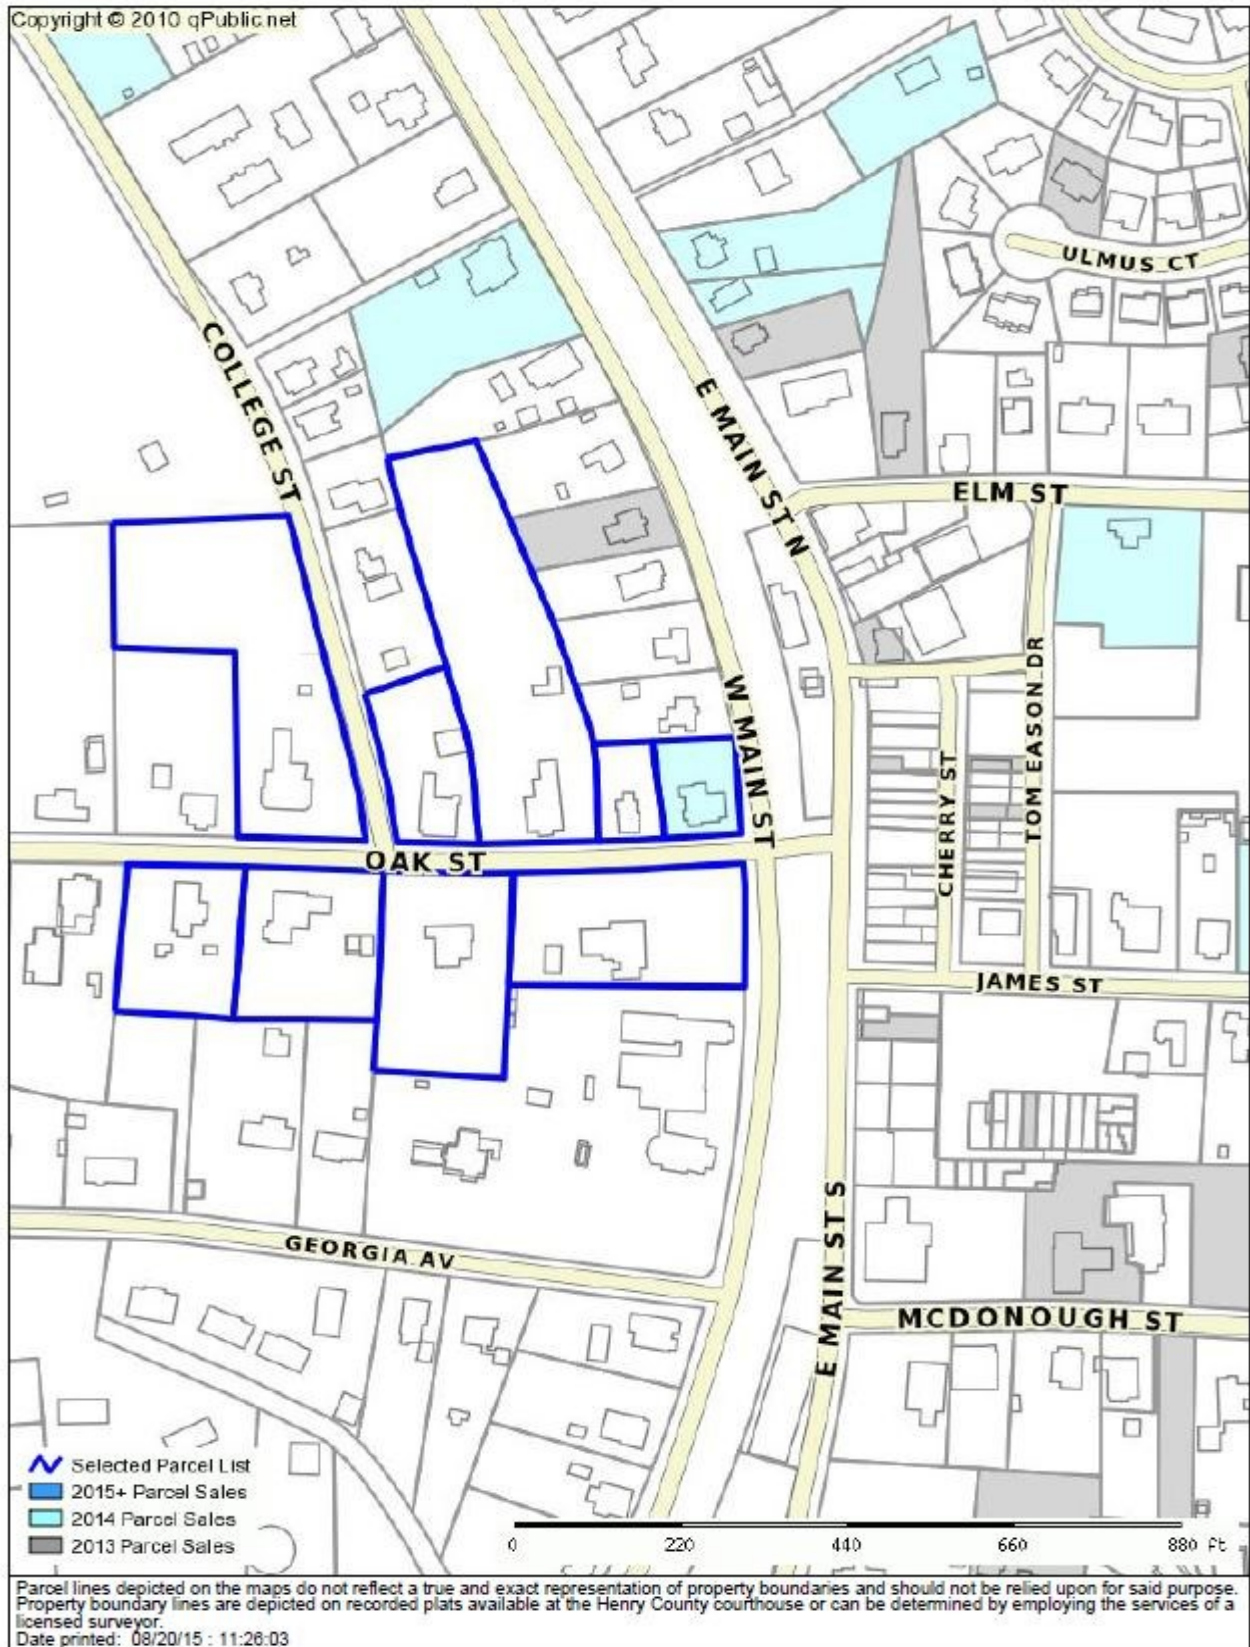 Copyright © 2010 qPublic.net
ULMUS CT
COLLEGE ST
E MAIN ST N
ELM ST
W MAIN ST
TOM EASON DR
CHERRY ST
OAK ST
JAMES ST
GEORGIA AV
E MAIN ST S
MCDONOUGH ST
Selected Parcel List
2015+ Parcel Sales
2014 Parcel Sales
2013 Parcel Sales
0 220 440 660 880 Ft
Parcel lines depicted on the maps do not reflect a true and exact representation of property boundaries and should not be relied upon for said purpose.
Property boundary lines are depicted on recorded plats available at the Henry County courthouse or can be determined by employing the services of a
licensed surveyor.
Date printed: 08/20/15 : 11:26:03